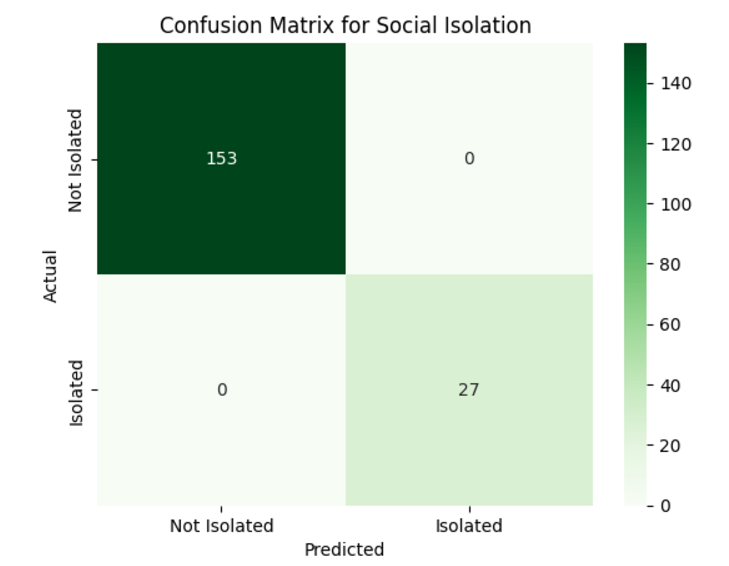 Confusion Matrix for Social Isolation
Not Isolated
153
0
140
120
100
80
60
40
20
0
Actual
Isolated
0
27
Not Isolated
Isolated
Predicted